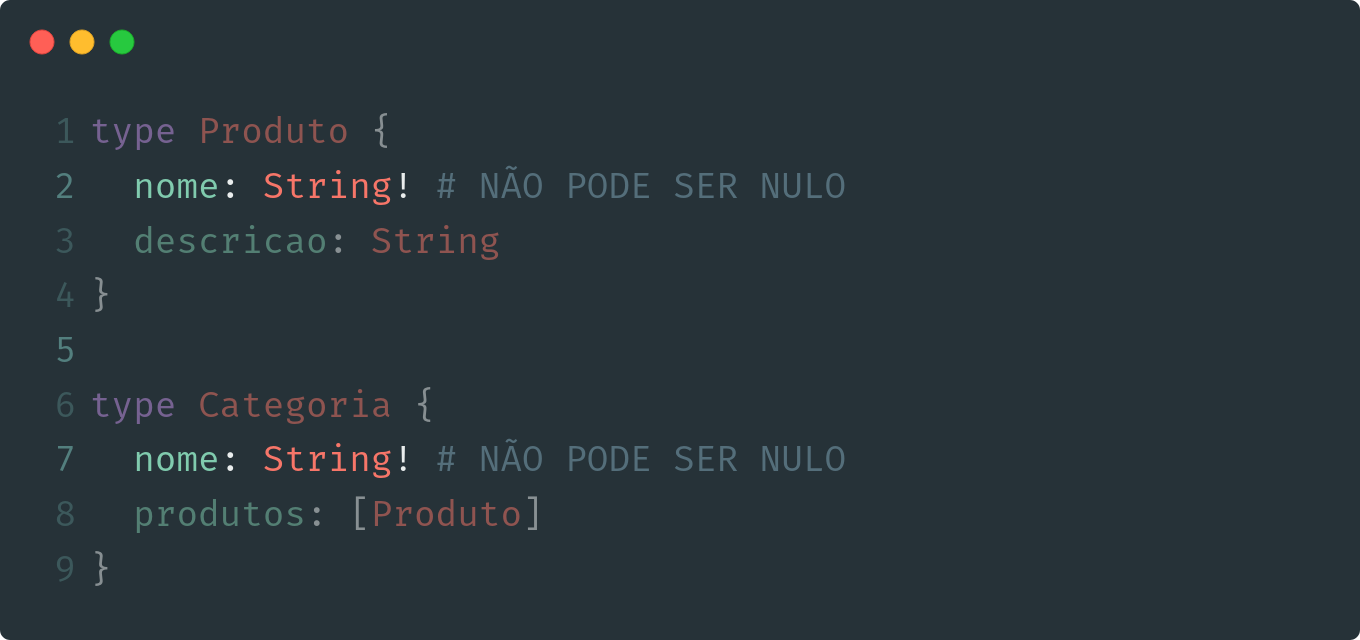 1 type Produto {
2   nome: String! # NÃO PODE SER NULO
3   descricao: String
4 }
5
6 type Categoria {
7   nome: String! # NÃO PODE SER NULO
8   produtos: [Produto]
9 }